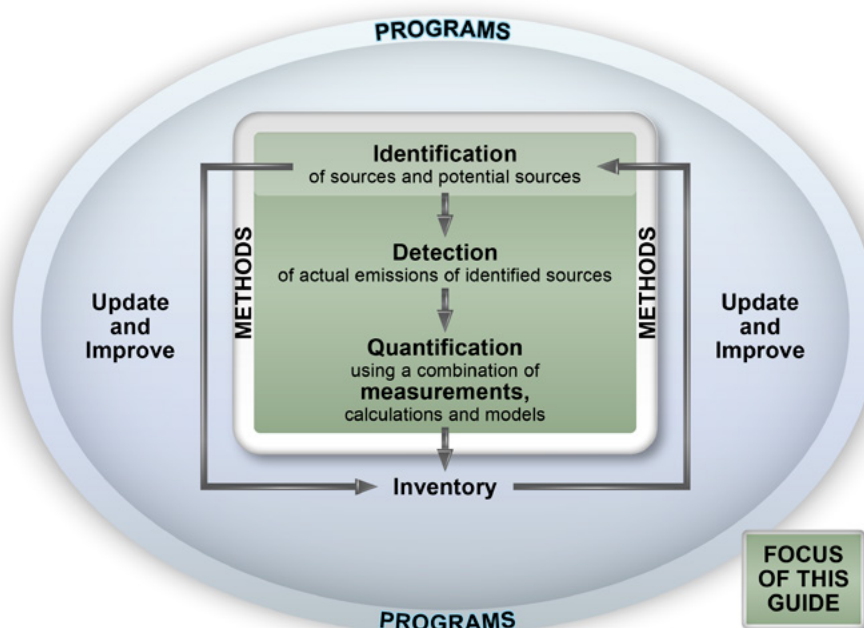 PROGRAMS
Identification
of sources and potential sources
METHODS
Detection
of actual emissions of identified sources
METHODS
Update
and
Improve
Quantification
using a combination of
measurements,
calculations and models
Update
and
Improve
Inventory
FOCUS
OF THIS
GUIDE
PROGRAMS